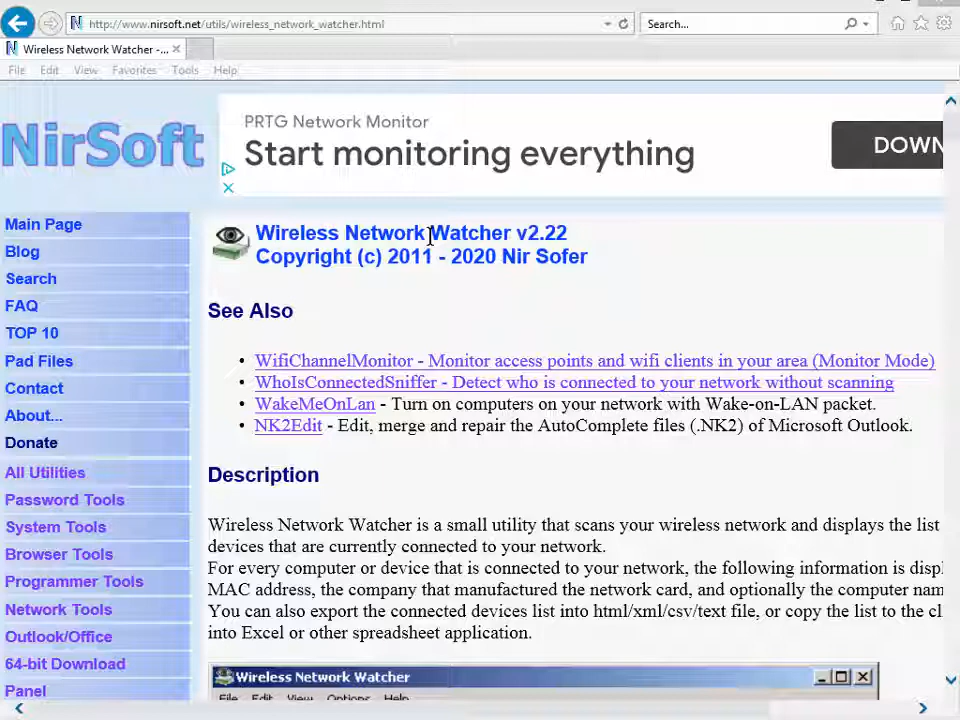 http://www.nirsoft.net/utils/wireless_network_watcher.html
Search...
Wireless Network Watcher -...
File Edit View Favorites Tools Help
NirSoft
PRTG Network Monitor
Start monitoring everything
DOWN
Main Page
Blog
Search
FAQ
TOP 10
Pad Files
Contact
About...
Donate
All Utilities
Password Tools
System Tools
Browser Tools
Programmer Tools
Network Tools
Outlook/Office
64-bit Download
Panel
Wireless Network Watcher v2.22
Copyright (c) 2011 - 2020 Nir Sofer
See Also
• WifiChannelMonitor - Monitor access points and wifi clients in your area (Monitor Mode)
• WhoIsConnectedSniffer - Detect who is connected to your network without scanning
• WakeMeOnLan - Turn on computers on your network with Wake-on-LAN packet.
• NK2Edit - Edit, merge and repair the AutoComplete files (.NK2) of Microsoft Outlook.
Description
Wireless Network Watcher is a small utility that scans your wireless network and displays the list
devices that are currently connected to your network.
For every computer or device that is connected to your network, the following information is displ
MAC address, the company that manufactured the network card, and optionally the computer nam
You can also export the connected devices list into html/xml/csv/text file, or copy the list to the cl
into Excel or other spreadsheet application.
Wireless Network Watcher
File Edit View Options Help